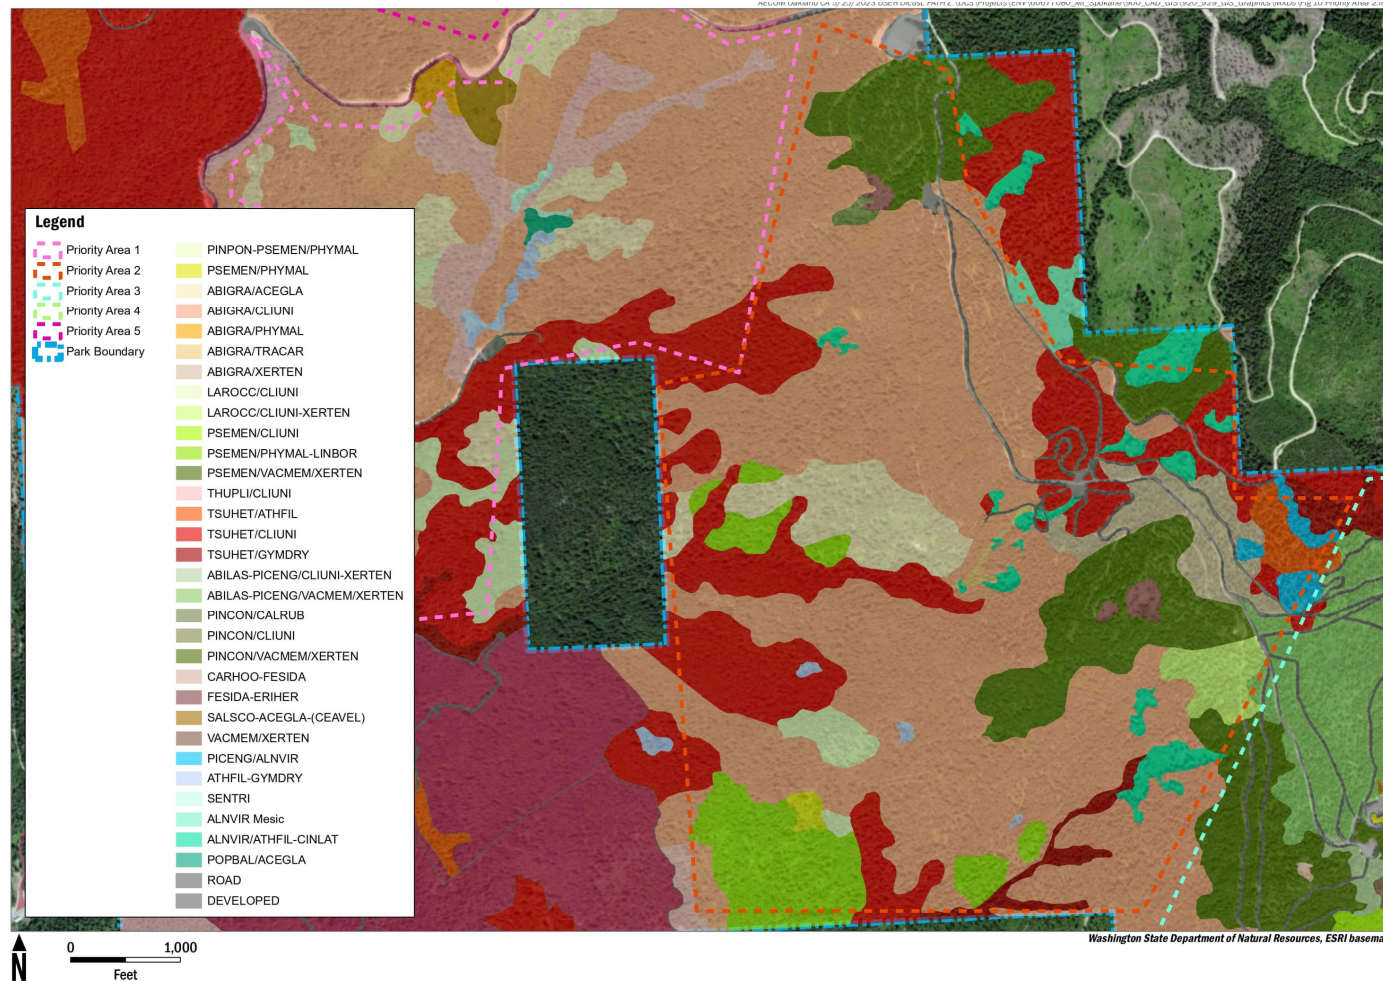 AECOM Oakland CA
Legend
Priority Area 1
Priority Area 2
Priority Area 3
Priority Area 4
Priority Area 5
Park Boundary
PINPON-PSEMEN/PHYMAL
PSEMEN/PHYMAL
ABIGRA/ACEGLA
ABIGRA/CLIUNI
ABIGRA/PHYMAL
ABIGRA/TRACAR
ABIGRA/XERTEN
LAROCC/CLIUNI
LAROCC/CLIUNI-XERTEN
PSEMEN/CLIUNI
PSEMEN/PHYMAL-LINBOR
PSEMEN/VACMEM/XERTEN
THUPLI/CLIUNI
TSUHET/ATHFIL
TSUHET/CLIUNI
TSUHET/GYMDRY
ABILAS-PICENG/CLIUNI-XERTEN
ABILAS-PICENG/VACMEM/XERTEN
PINCON/CALRUB
PINCON/CLIUNI
PINCON/VACMEM/XERTEN
CARHOO-FESIDA
FESIDA-ERIHER
SALSCO-ACEGLA-(CEAVEL)
VACMEM/XERTEN
PICENG/ALNVIR
ATHFIL-GYMDRY
SENTRI
ALNVIR Mesic
ALNVIR/ATHFIL-CINLAT
POPBAL/ACEGLA
ROAD
DEVELOPED
N
0 1,000
Feet
Washington State Department of Natural Resources, ESRI basema